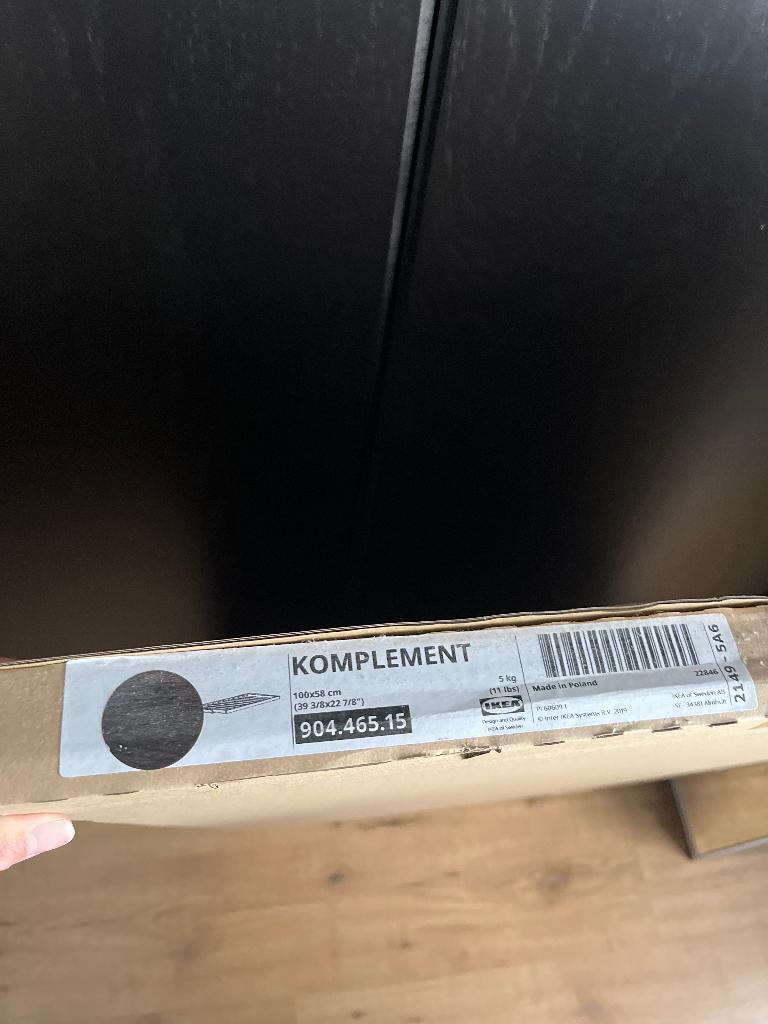 KOMPLEMENT
100x58 cm
(39 3/8x22 7/8")
904.465.15
5 kg
(11 lbs)
IKEA
Design and Quality
IKEA of Sweden
Made in Poland
22846
PI 606091
© Inter IKEA Systems B.V. 2019
IKEA of Sweden AB
SE- 34381 Älmhult
2149 - 5A6